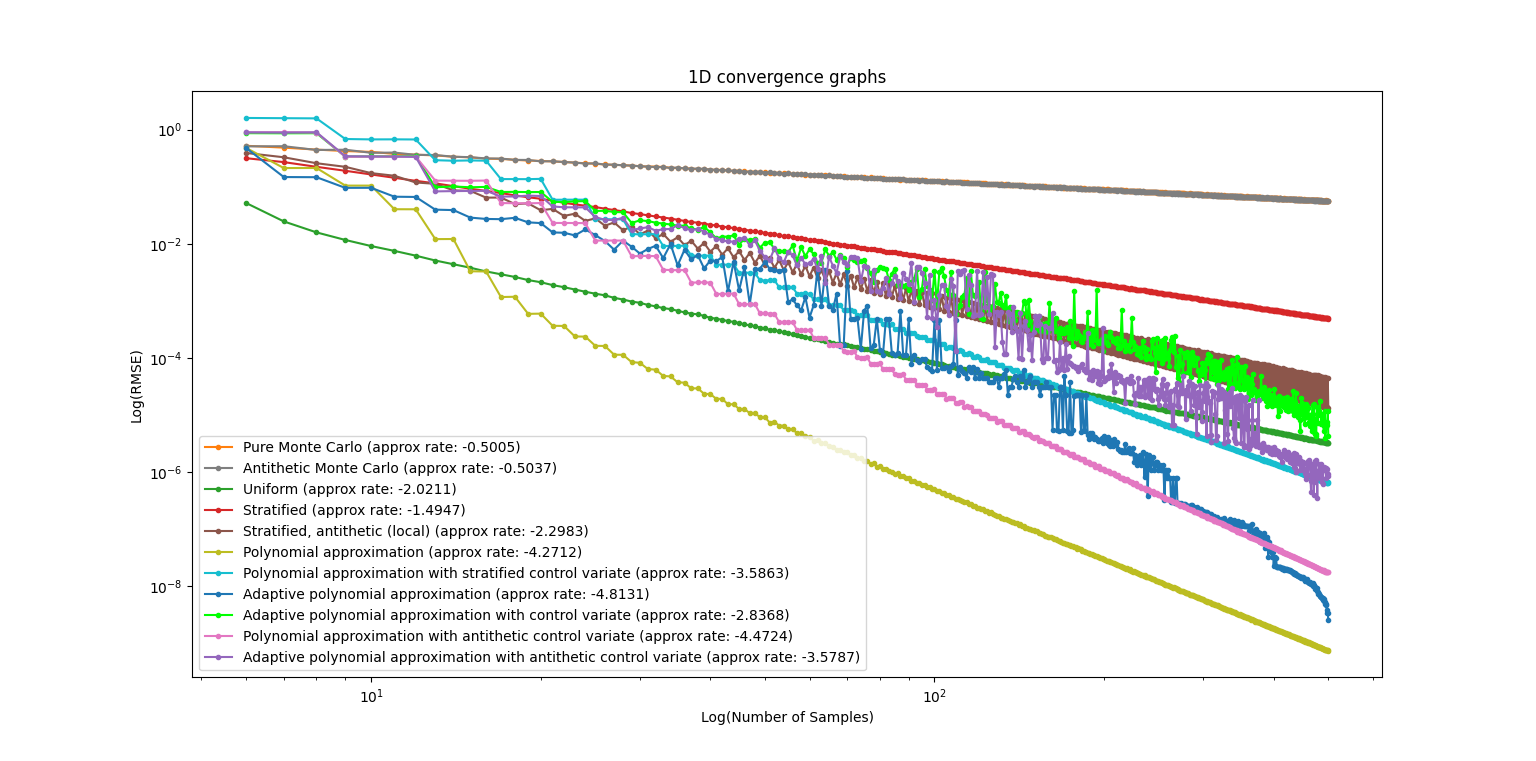 1D convergence graphs
Log(RMSE)
10^0
10^-2
10^-4
10^-6
10^-8
Pure Monte Carlo (approx rate: -0.5005)
Antithetic Monte Carlo (approx rate: -0.5037)
Uniform (approx rate: -2.0211)
Stratified (approx rate: -1.4947)
Stratified, antithetic (local) (approx rate: -2.2983)
Polynomial approximation (approx rate: -4.2712)
Polynomial approximation with stratified control variate (approx rate: -3.5863)
Adaptive polynomial approximation (approx rate: -4.8131)
Adaptive polynomial approximation with control variate (approx rate: -2.8368)
Polynomial approximation with antithetic control variate (approx rate: -4.4724)
Adaptive polynomial approximation with antithetic control variate (approx rate: -3.5787)
10^1
10^2
Log(Number of Samples)